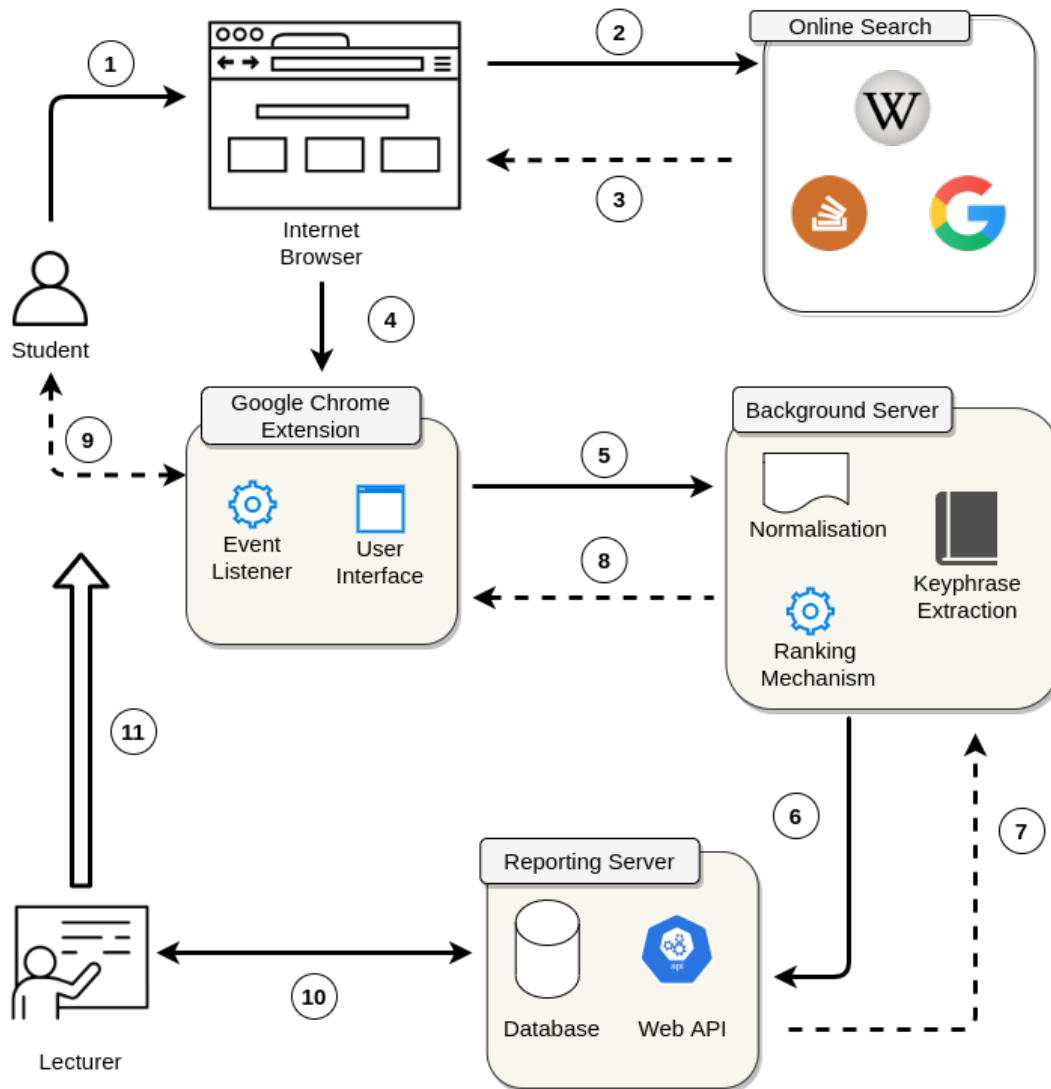 1
2
Online Search
W
3
Internet
Browser
4
Student
Google Chrome
Extension
Background Server
9
5
Normalisation
Event
Listener
User
Interface
8
Keyphrase
Extraction
Ranking
Mechanism
11
6
7
Reporting Server
api
10
Database
Web API
Lecturer